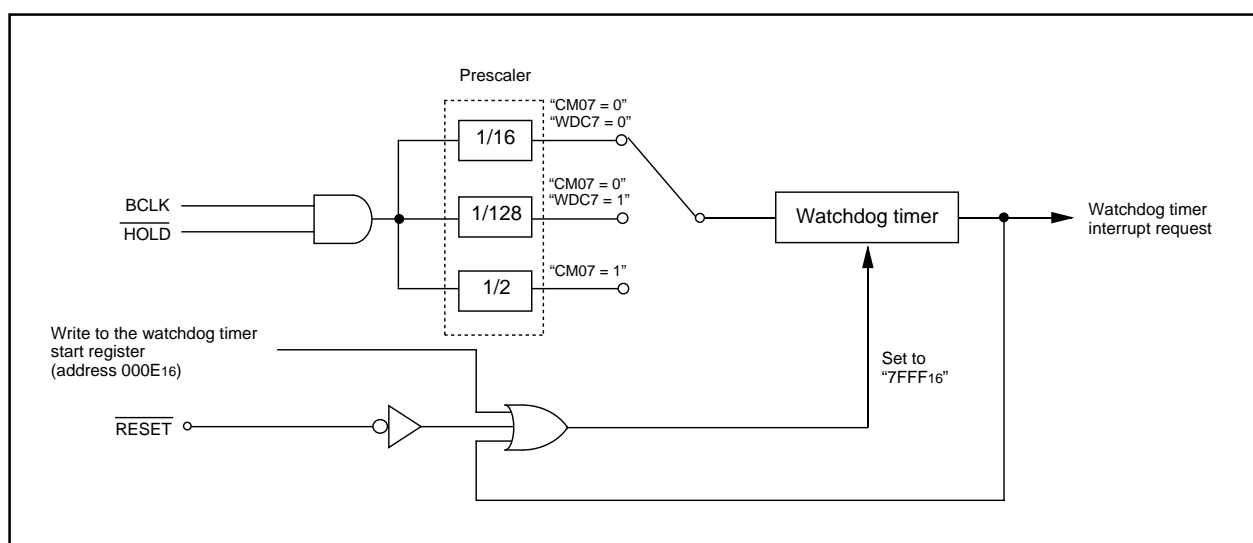 Prescaler
“CM07 = 0”
“WDC7 = 0”
1/16
“CM07 = 0”
“WDC7 = 1”
BCLK
HOLD
1/128
Watchdog timer
Watchdog timer
interrupt request
“CM07 = 1”
1/2
Write to the watchdog timer
start register
(address 000E16)
Set to
“7FFF16”
RESET